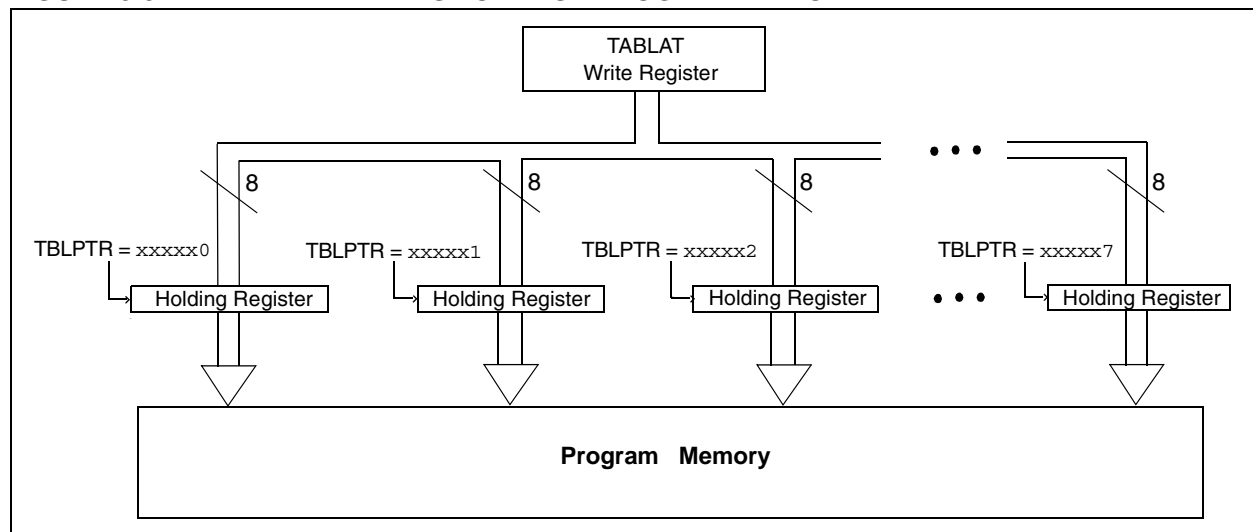 TABLAT
Write Register
8 8 8 8
TBLPTR = xxxxx0 TBLPTR = xxxxx1 TBLPTR = xxxxx2 TBLPTR = xxxxx7
Holding Register Holding Register Holding Register Holding Register
Program Memory